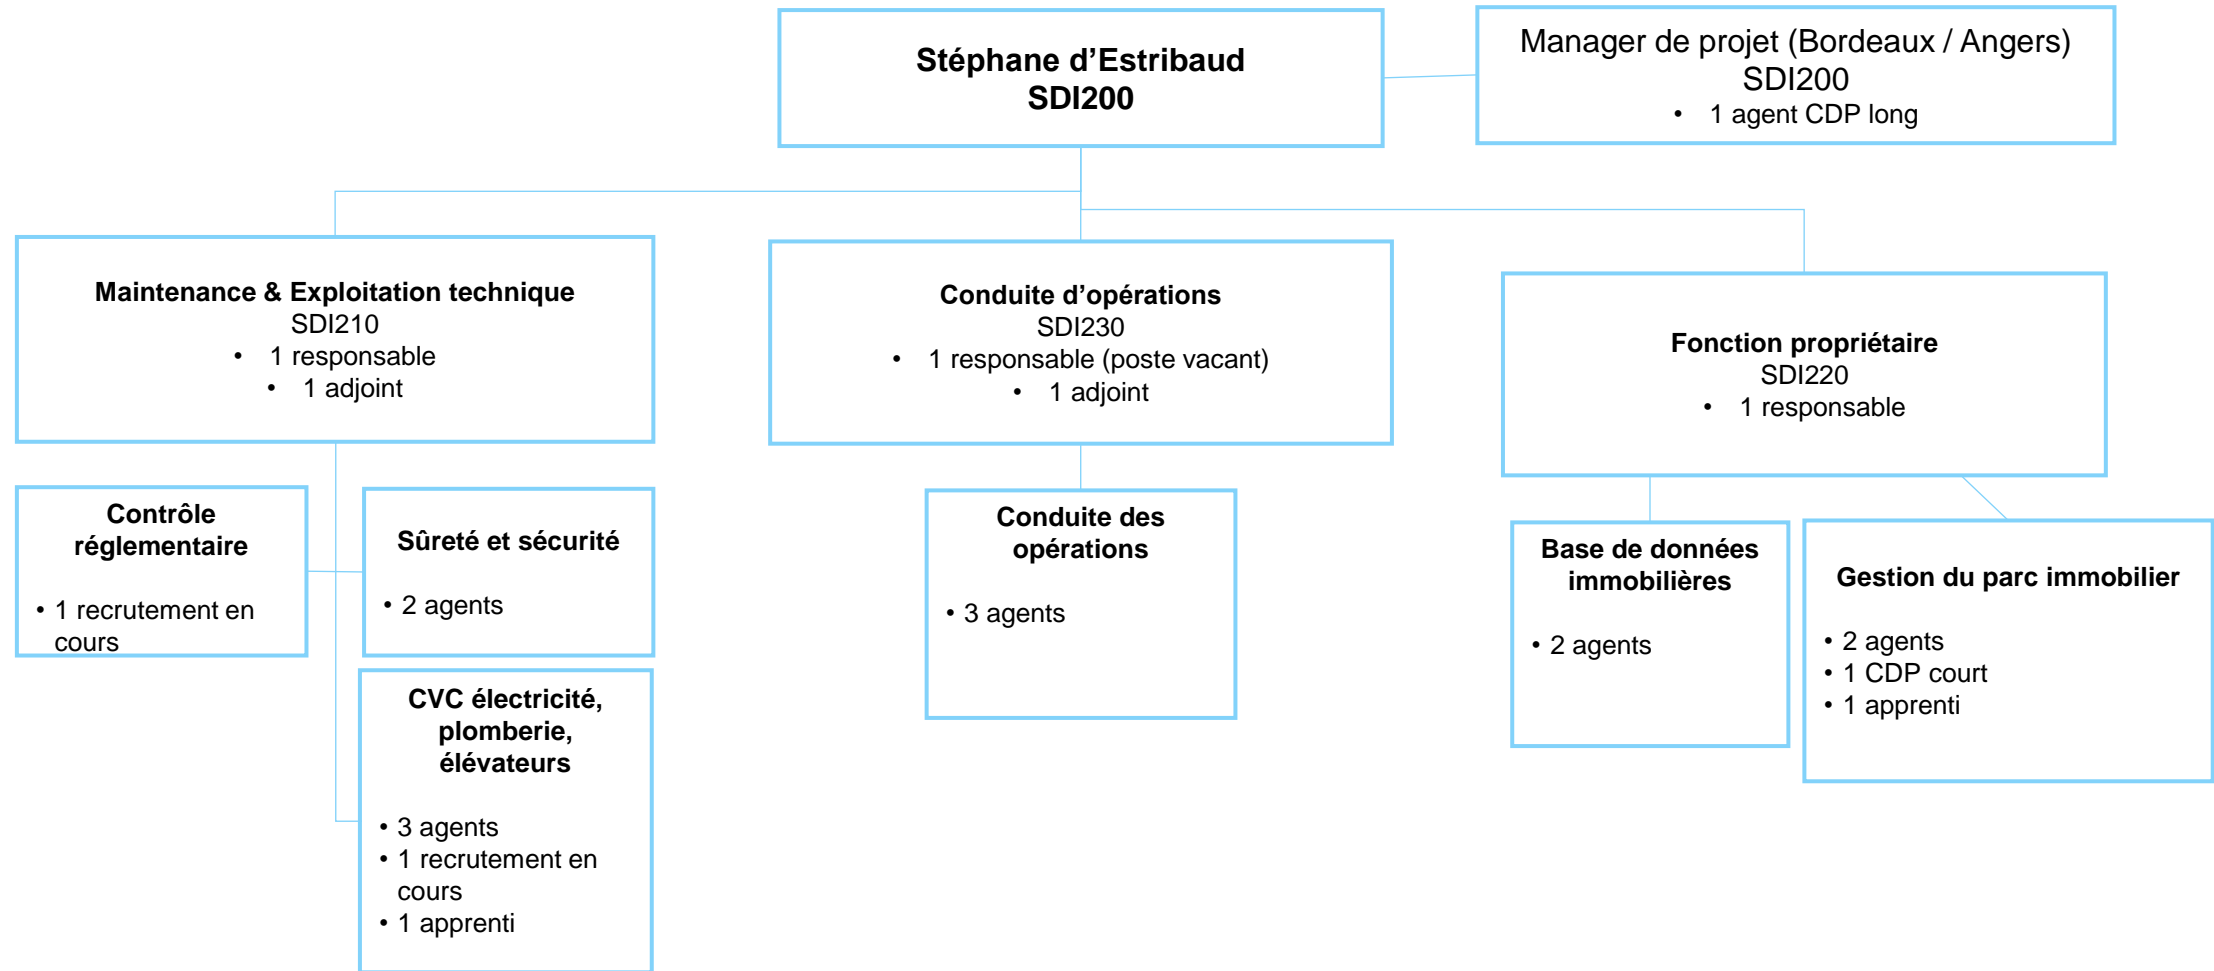 Stéphane d’Estribaud
SDI200
Manager de projet (Bordeaux / Angers)
SDI200
• 1 agent CDP long
Maintenance & Exploitation technique
SDI210
• 1 responsable
• 1 adjoint
Conduite d’opérations
SDI230
• 1 responsable (poste vacant)
• 1 adjoint
Fonction propriétaire
SDI220
• 1 responsable
Contrôle
réglementaire
• 1 recrutement en
cours
Sûreté et sécurité
• 2 agents
CVC électricité,
plomberie,
élévateurs
• 3 agents
• 1 recrutement en
cours
• 1 apprenti
Conduite des
opérations
• 3 agents
Base de données
immobilières
• 2 agents
Gestion du parc immobilier
• 2 agents
• 1 CDP court
• 1 apprenti